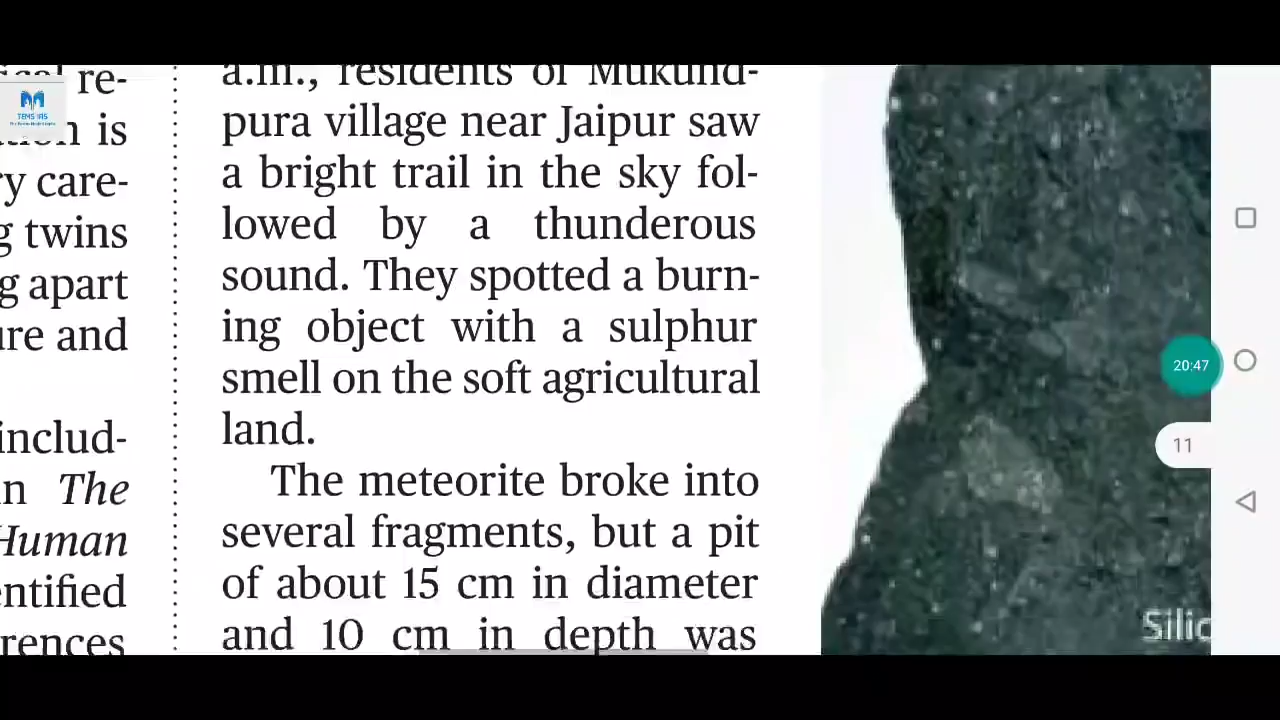 re-
is
care-
twins
apart
and
includ-
The
Human
rences
a.m., residents of Mukund-
pura village near Jaipur saw
a bright trail in the sky fol-
lowed by a thunderous
sound. They spotted a burn-
ing object with a sulphur
smell on the soft agricultural
land.
The meteorite broke into
several fragments, but a pit
of about 15 cm in diameter
and 10 cm in depth was
Silic
20:47
11